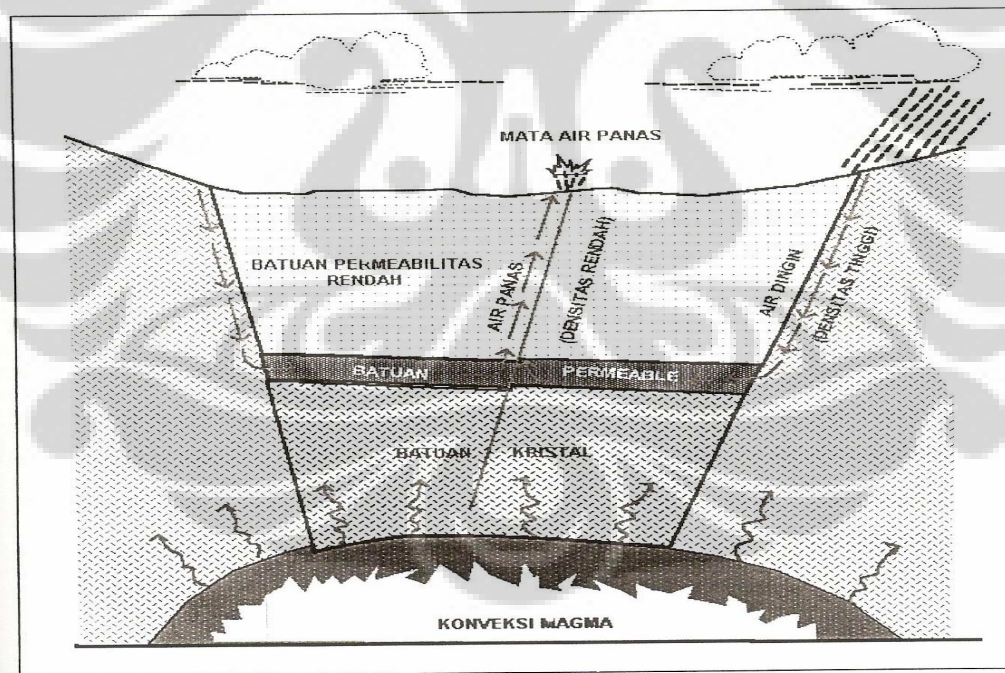 MATA AIR PANAS
BATUAN PERMEABILITAS
RENDAH
AIR PANAS
(DENSITAS RENDAH)
AIR DINGIN
(DENSITAS TINGGI)
BATUAN PERMEABLE
BATUAN KRISTAL
KONVEKSI MAGMA